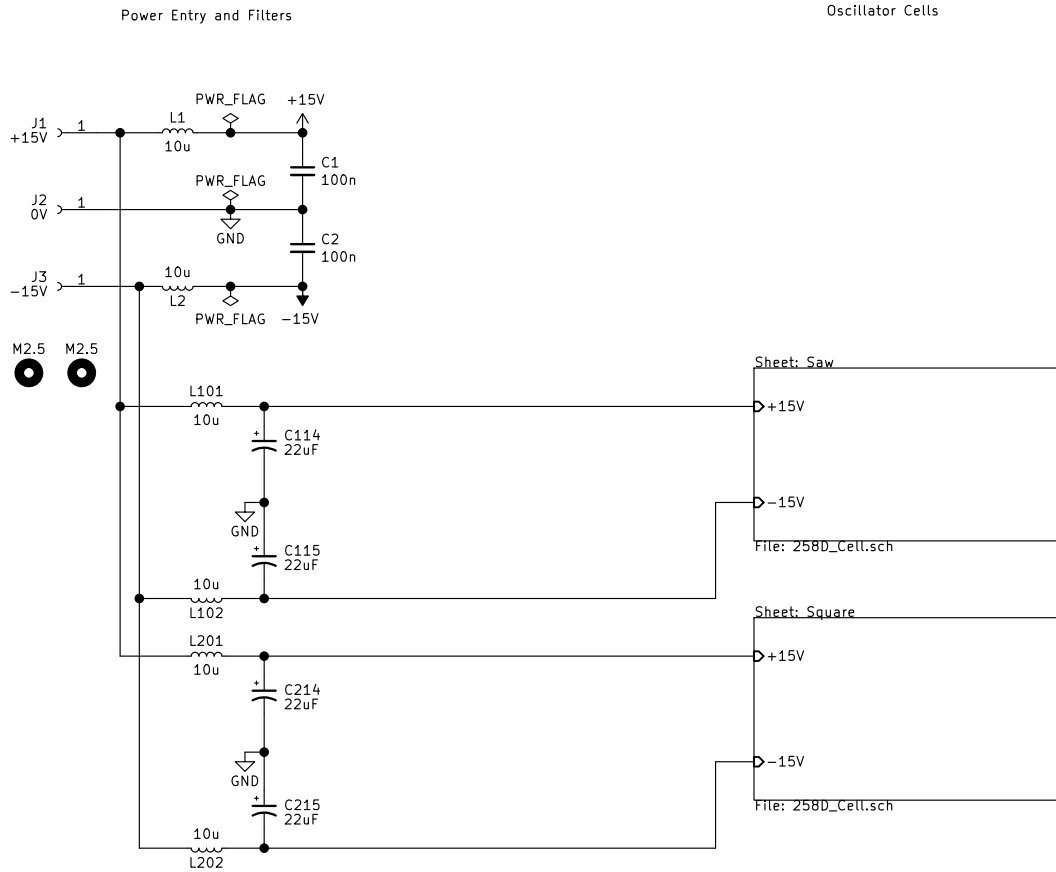 Power Entry and Filters
Oscillator Cells
PWR_FLAG
+15V
J1
+15V
1
L1
10u
C1
100n
PWR_FLAG
J2
0V
1
GND
C2
100n
J3
-15V
1
10u
L2
PWR_FLAG
-15V
M2.5
M2.5
L101
10u
+
C114
22uF
GND
+
C115
22uF
10u
L102
Sheet: Saw
+15V
-15V
File: 258D_Cell.sch
L201
10u
+
C214
22uF
GND
+
C215
22uF
10u
L202
Sheet: Square
+15V
-15V
File: 258D_Cell.sch